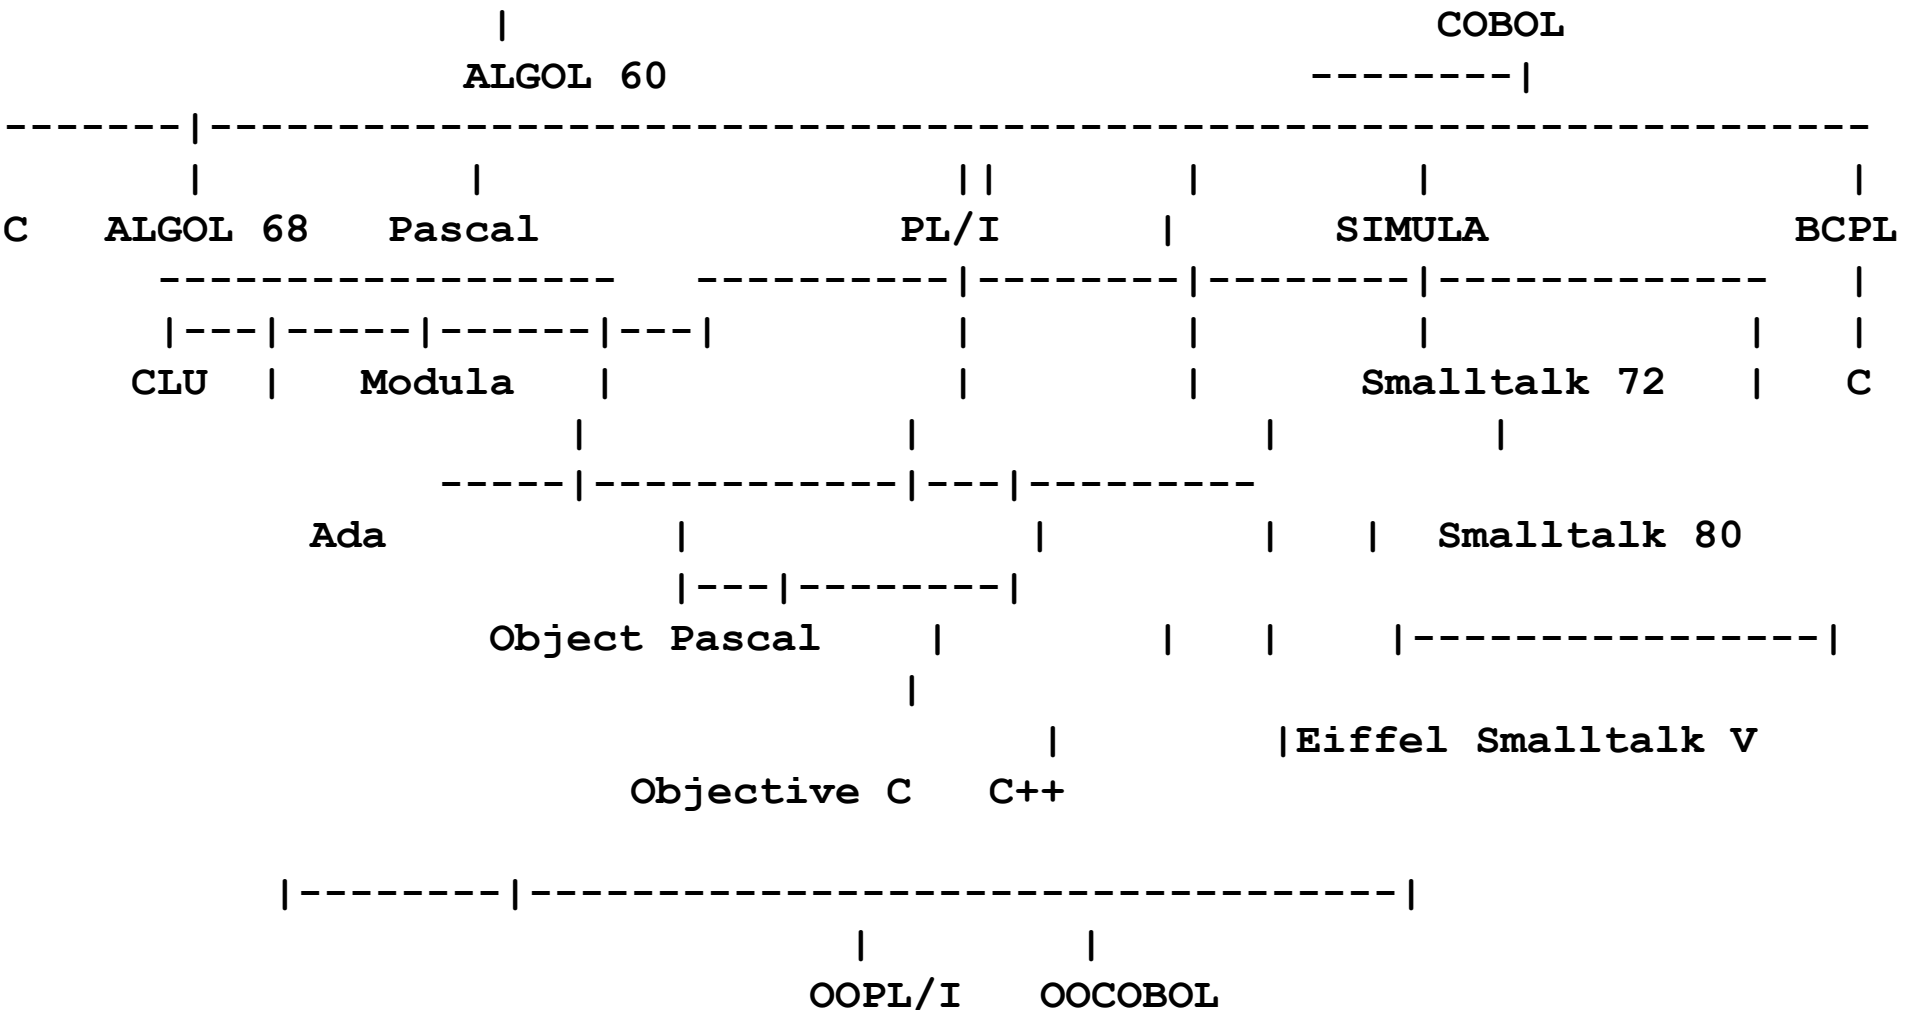 | COBOL
ALGOL 60 --------|
-------|-----------------------------------------------------------------
| | || | | |
C ALGOL 68 Pascal PL/I | SIMULA BCPL
------------------ ----------|--------|--------|------------- |
|---|-----|------|---| | | | | |
CLU | Modula | | | Smalltalk 72 | C
| | | |
-----|------------|---|---------
Ada | | | | Smalltalk 80
|---|--------|
Object Pascal | | | |----------------|
|
| |Eiffel Smalltalk V
Objective C C++
|--------|----------------------------------|
| |
OOPL/I OOCOBOL